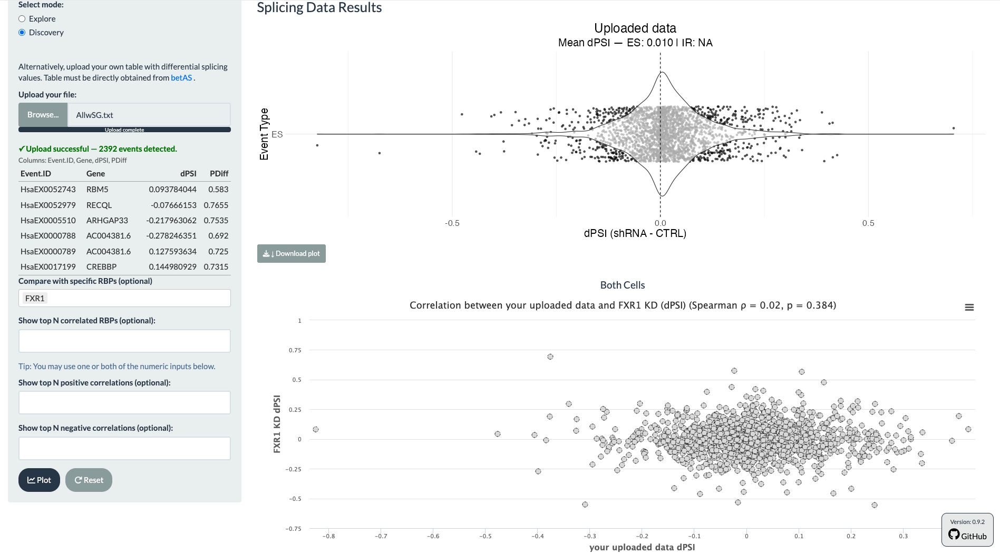 Select mode:
Explore
Discovery
Alternatively, upload your own table with differential splicing
values. Table must be directly obtained from betAS .
Upload your file:
Browse... AllwSG.txt
Upload complete
✓Upload successful — 2392 events detected.
Columns: Event.ID, Gene, dPSI, PDiff
Event.ID Gene dPSI PDiff
HsaEX0052743 RBM5 0.093784044 0.583
HsaEX0052979 RECQL -0.07666153 0.7655
HsaEX0005510 ARHGAP33 -0.217963062 0.7535
HsaEX0000788 AC004381.6 -0.278246351 0.692
HsaEX0000789 AC004381.6 0.127593634 0.725
HsaEX0017199 CREBBP 0.144980929 0.7315
Compare with specific RBPs (optional)
FXR1
Show top N correlated RBPs (optional):
Tip: You may use one or both of the numeric inputs below.
Show top N positive correlations (optional):
Show top N negative correlations (optional):
Plot Reset
Splicing Data Results
Uploaded data
Mean dPSI — ES: 0.010 | IR: NA
Event Type
ES
-0.5 0.0 0.5
dPSI (shRNA - CTRL)
↓ Download plot
Both Cells
Correlation between your uploaded data and FXR1 KD (dPSI) (Spearman ρ = 0.02, p = 0.384)
FXR1 KD dPSI
1
0.75
0.5
0.25
0
−0.25
−0.5
−0.75
−0.8 −0.7 −0.6 −0.5 −0.4 −0.3 −0.2 −0.1 0 0.1 0.2 0.3
your uploaded data dPSI
Version: 0.9.2
GitHub